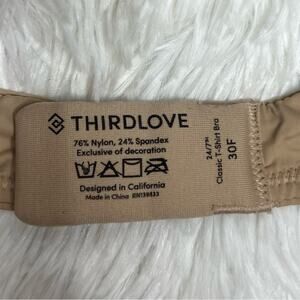 THIRDLOVE
76% Nylon, 24% Spandex
Exclusive of decoration
Designed in California
Made in China RN139833
24/7™
Classic T-Shirt Bra
30F